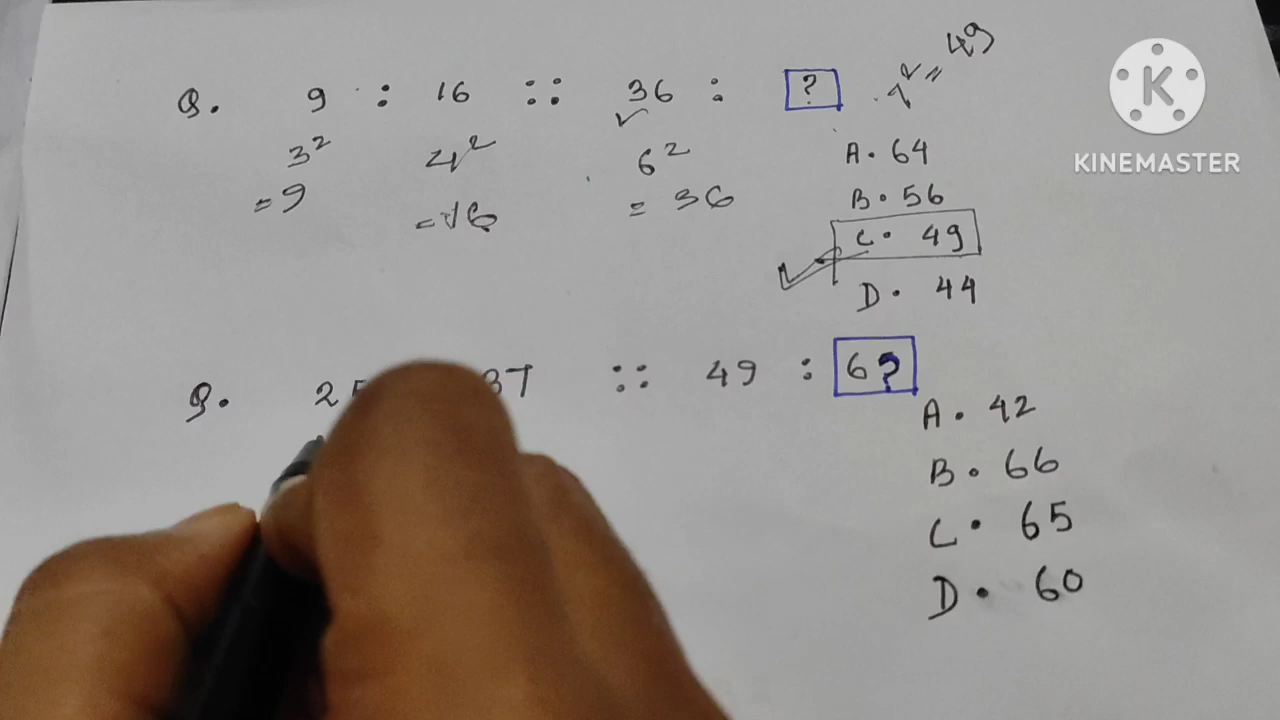 Q. 9 : 16 :: 36 : ?
7² = 49
3² 4² 6²
= 9 = 16 = 36
A. 64
B. 56
C. 49
D. 44
K
KINEMASTER
Q. 25 37 :: 49 : 6?
A. 42
B. 66
C. 65
D. 60